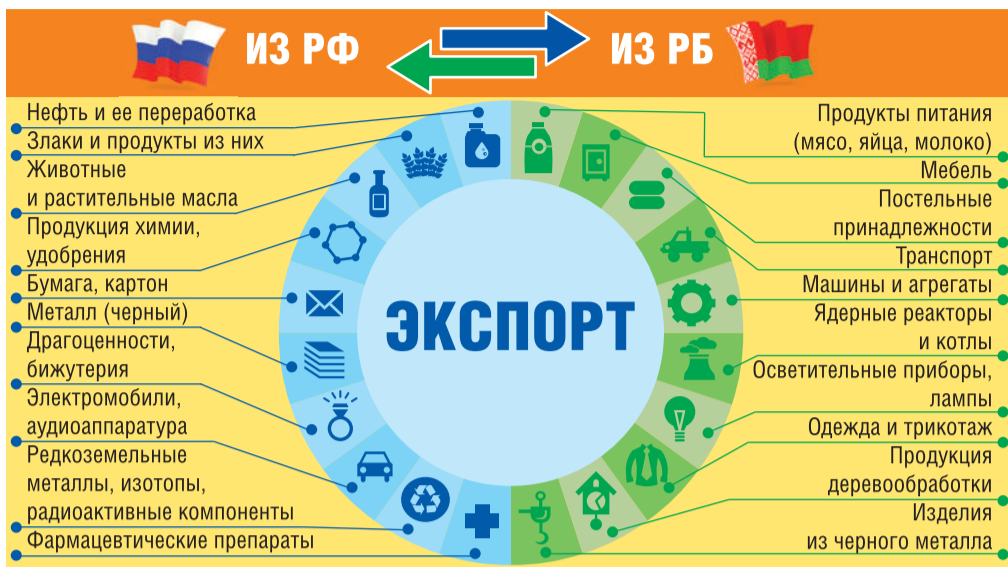 ИЗ РФ
ИЗ РБ
Нефть и ее переработка
Злаки и продукты из них
Животные
и растительные масла
Продукция химии,
удобрения
Бумага, картон
Металл (черный)
Драгоценности,
бижутерия
Электромобили,
аудиоаппаратура
Редкоземельные
металлы, изотопы,
радиоактивные компоненты
Фармацевтические препараты
ЭКСПОРТ
Продукты питания
(мясо, яйца, молоко)
Мебель
Постельные
принадлежности
Транспорт
Машины и агрегаты
Ядерные реакторы
и котлы
Осветительные приборы,
лампы
Одежда и трикотаж
Продукция
деревообработки
Изделия
из черного металла